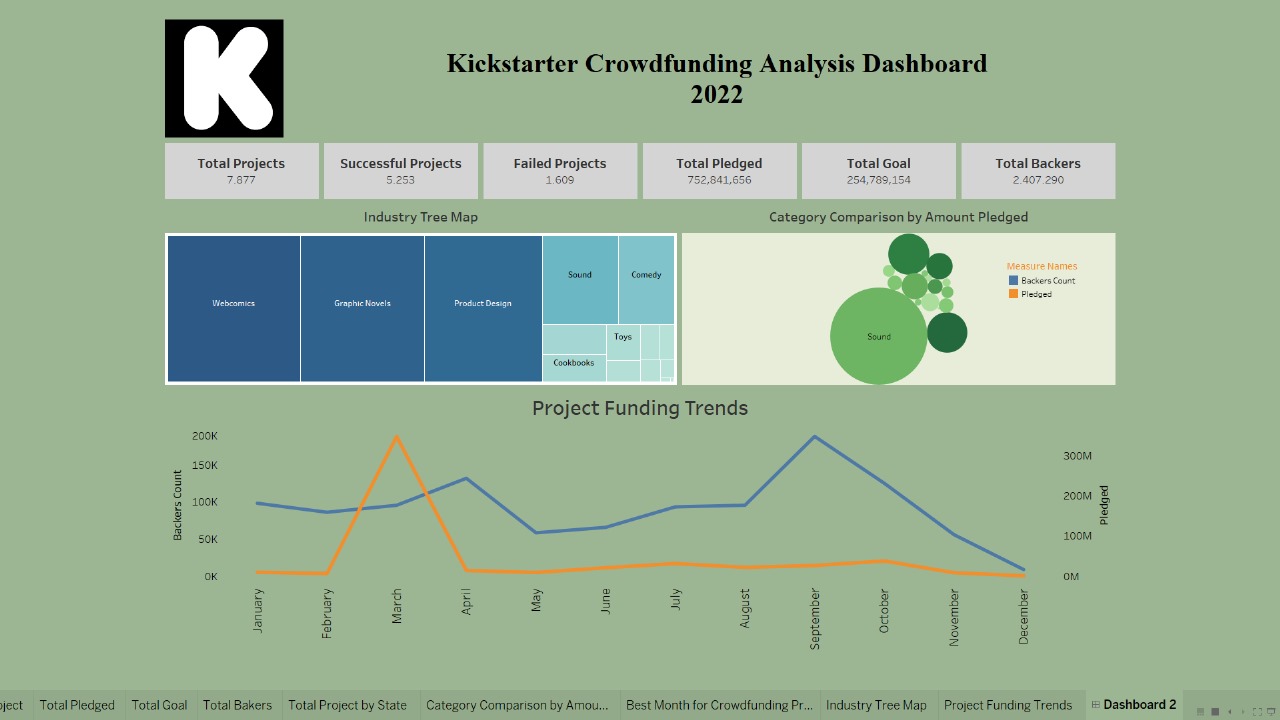 K
Kickstarter Crowdfunding Analysis Dashboard
2022
Total Projects
7.877
Successful Projects
5.253
Failed Projects
1.609
Total Pledged
752,841,656
Total Goal
254,789,154
Total Backers
2.407.290
Industry Tree Map
Category Comparison by Amount Pledged
Webcomics
Graphic Novels
Product Design
Sound
Comedy
Toys
Cookbooks
Sound
Measure Names
Backers Count
Pledged
Project Funding Trends
Backers Count
200K
150K
100K
50K
0K
300M
200M
100M
0M
Pledged
January
February
March
April
May
June
July
August
September
October
November
December
oject
Total Pledged
Total Goal
Total Bakers
Total Project by State
Category Comparison by Amou...
Best Month for Crowdfunding Pr...
Industry Tree Map
Project Funding Trends
Dashboard 2